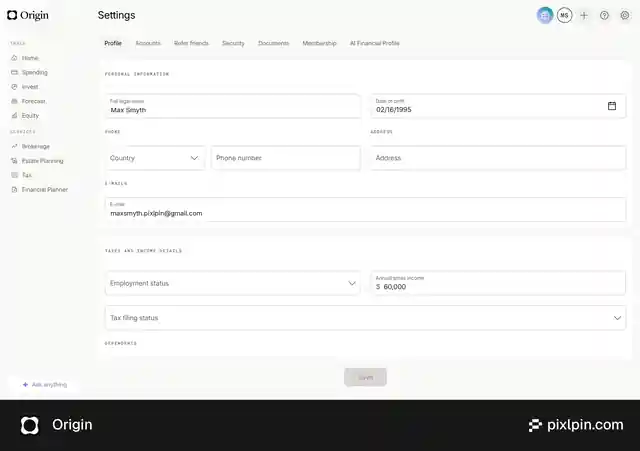 Origin
Settings
MS
TOOLS
Home
Spending
Invest
Forecast
Equity
SERVICES
Brokerage
Estate Planning
Tax
Financial Planner
Ask anything
Profile Accounts Refer friends Security Documents Membership AI Financial Profile
PERSONAL INFORMATION
Full legal name
Max Smyth
Date of birth
02/16/1995
PHONE
ADDRESS
Country
Phone number
Address
E-MAILS
E-mail
maxsmyth.pixlpin@gmail.com
TAXES AND INCOME DETAILS
Employment status
Annual gross income
$ 60,000
Tax filing status
DEPENDENTS
Save
Origin
pixlpin.com